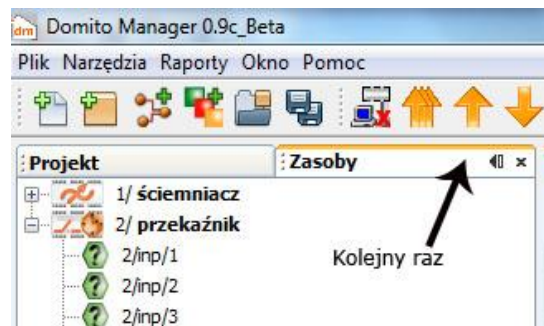 dm Domito Manager 0.9c_Beta
Plik Narzędzia Raporty Okno Pomoc
Projekt Zasoby
1/ ściemniacz
2/ przekaźnik
2/inp/1
Kolejny raz
2/inp/2
2/inp/3